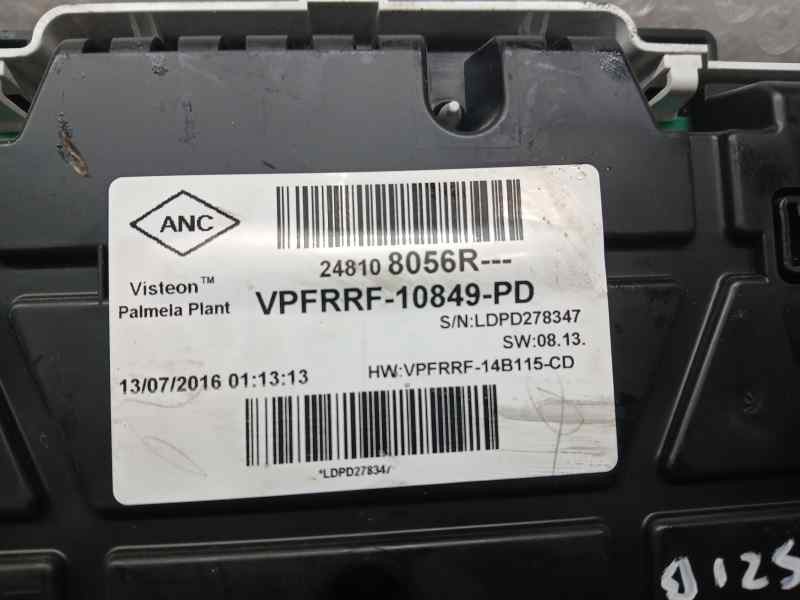 ANC
24810 8056R---
Visteon™
Palmela Plant
VPFRRF-10849-PD
S/N:LDPD278347
SW:08.13.
13/07/2016 01:13:13
HW:VPFRRF-14B115-CD
*LDPD278347